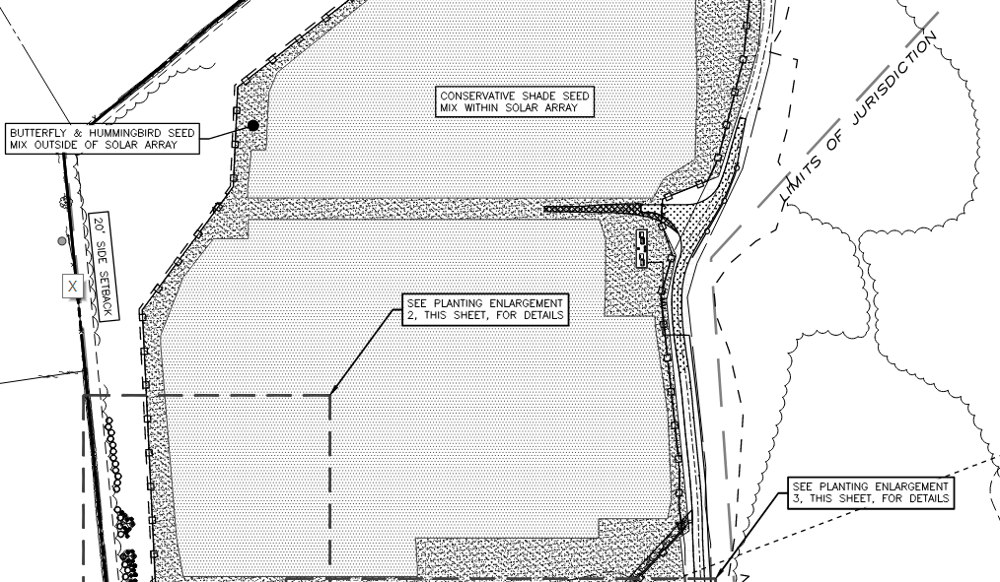 CONSERVATIVE SHADE SEED
MIX WITHIN SOLAR ARRAY
BUTTERFLY & HUMMINGBIRD SEED
MIX OUTSIDE OF SOLAR ARRAY
LIMITS OF JURISDICTION
20' SIDE SETBACK
X
SEE PLANTING ENLARGEMENT
2, THIS SHEET, FOR DETAILS
SEE PLANTING ENLARGEMENT
3, THIS SHEET, FOR DETAILS